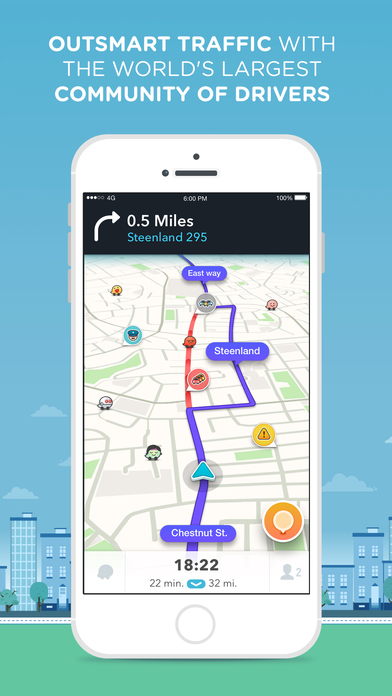 OUTSMART TRAFFIC WITH
THE WORLD'S LARGEST
COMMUNITY OF DRIVERS
4G 6:00 PM 100%
0.5 Miles
Steenland 295
East way
Steenland
Chestnut St.
18:22
22 min. 32 mi.
2